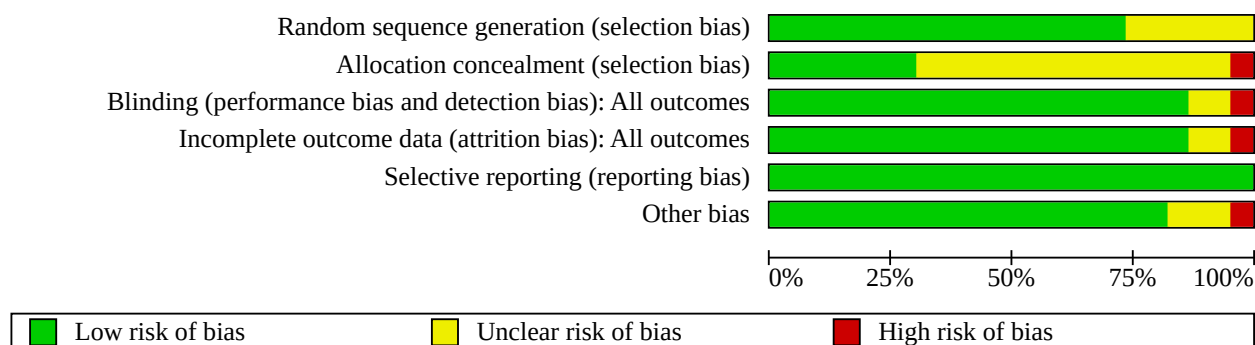 Random sequence generation (selection bias)
Allocation concealment (selection bias)
Blinding (performance bias and detection bias): All outcomes
Incomplete outcome data (attrition bias): All outcomes
Selective reporting (reporting bias)
Other bias
0% 25% 50% 75% 100%
Low risk of bias Unclear risk of bias High risk of bias